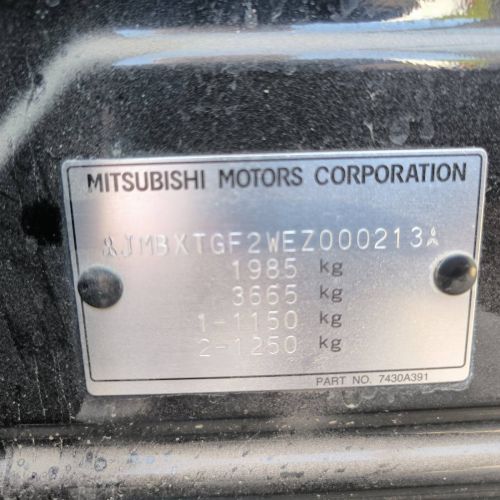 MITSUBISHI MOTORS CORPORATION
JMBXTGF2WEZ000213
1985 kg
3665 kg
1-1150 kg
2-1250 kg
PART NO. 7430A391